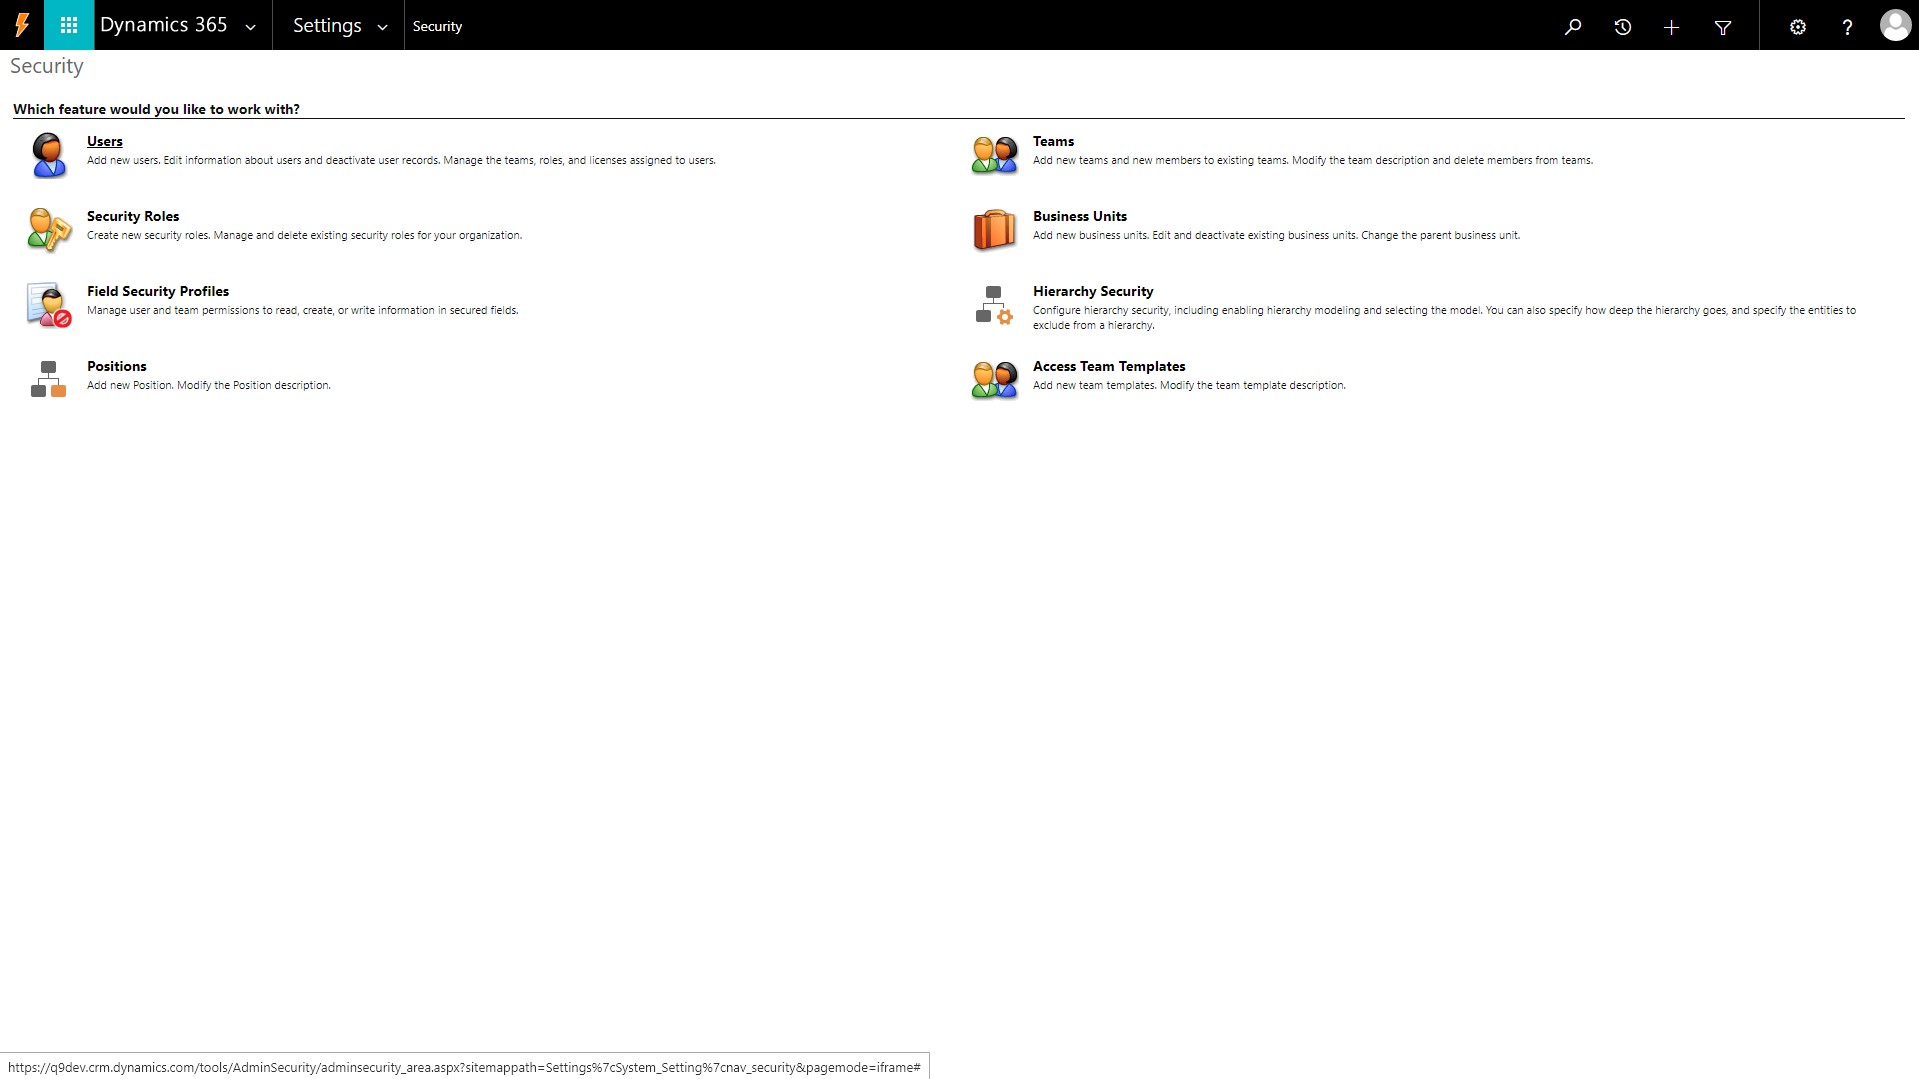 Dynamics 365
Settings
Security
Security
Which feature would you like to work with?
Users
Add new users. Edit information about users and deactivate user records. Manage the teams, roles, and licenses assigned to users.
Teams
Add new teams and new members to existing teams. Modify the team description and delete members from teams.
Security Roles
Create new security roles. Manage and delete existing security roles for your organization.
Business Units
Add new business units. Edit and deactivate existing business units. Change the parent business unit.
Field Security Profiles
Manage user and team permissions to read, create, or write information in secured fields.
Hierarchy Security
Configure hierarchy security, including enabling hierarchy modeling and selecting the model. You can also specify how deep the hierarchy goes, and specify the entities to
exclude from a hierarchy.
Positions
Add new Position. Modify the Position description.
Access Team Templates
Add new team templates. Modify the team template description.
https://q9dev.crm.dynamics.com/tools/AdminSecurity/adminsecurity_area.aspx?sitemappath=Settings%7cSystem_Setting%7cnav_security&pagemode=iframe#